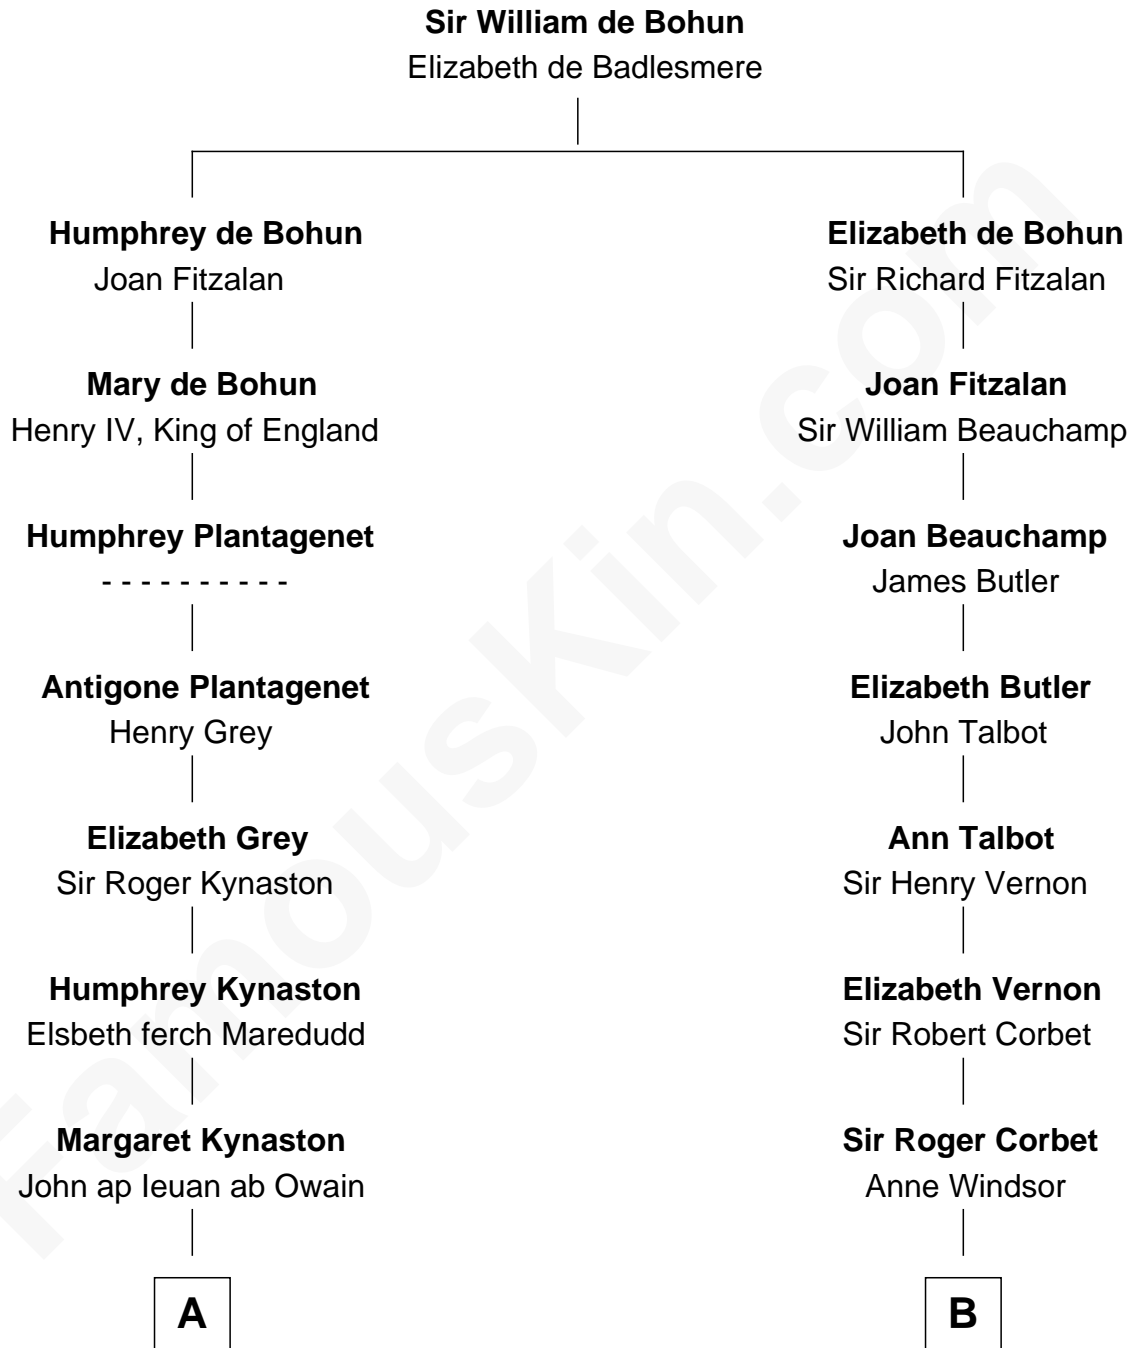 Sir William de Bohun
Elizabeth de Badlesmere
Humphrey de Bohun
Joan Fitzalan
Elizabeth de Bohun
Sir Richard Fitzalan
Mary de Bohun
Henry IV, King of England
Joan Fitzalan
Sir William Beauchamp
Humphrey Plantagenet
- - - - - - - - - -
Joan Beauchamp
James Butler
Antigone Plantagenet
Henry Grey
Elizabeth Butler
John Talbot
Elizabeth Grey
Sir Roger Kynaston
Ann Talbot
Sir Henry Vernon
Humphrey Kynaston
Elsbeth ferch Maredudd
Elizabeth Vernon
Sir Robert Corbet
Margaret Kynaston
John ap Ieuan ab Owain
Sir Roger Corbet
Anne Windsor
A
B
FamousKin.com